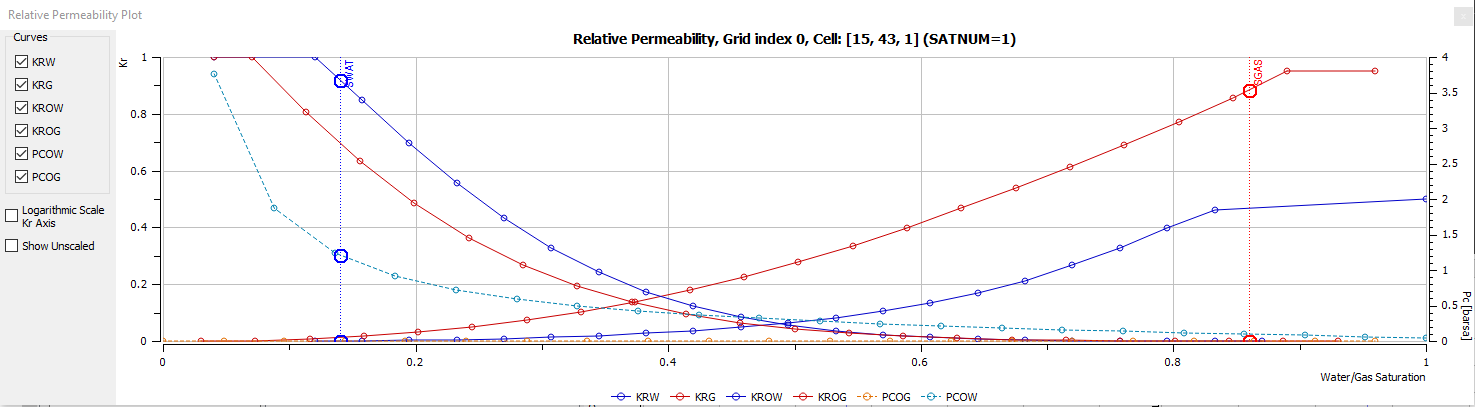 Relative Permeability Plot
x
Curves
KRW
KRG
KROW
KROG
PCOW
PCOG
Logarithmic Scale
Kr Axis
Show Unscaled
Relative Permeability, Grid index 0, Cell: [15, 43, 1] (SATNUM=1)
Kr
1
0.8
0.6
0.4
0.2
0
SWAT
SGAS
4
3.5
3
2.5
2
1.5
1
0.5
0
Pc[barsa]
0
0.2
0.4
0.6
0.8
1
Water/Gas Saturation
KRW KRG KROW KROG PCOG PCOW